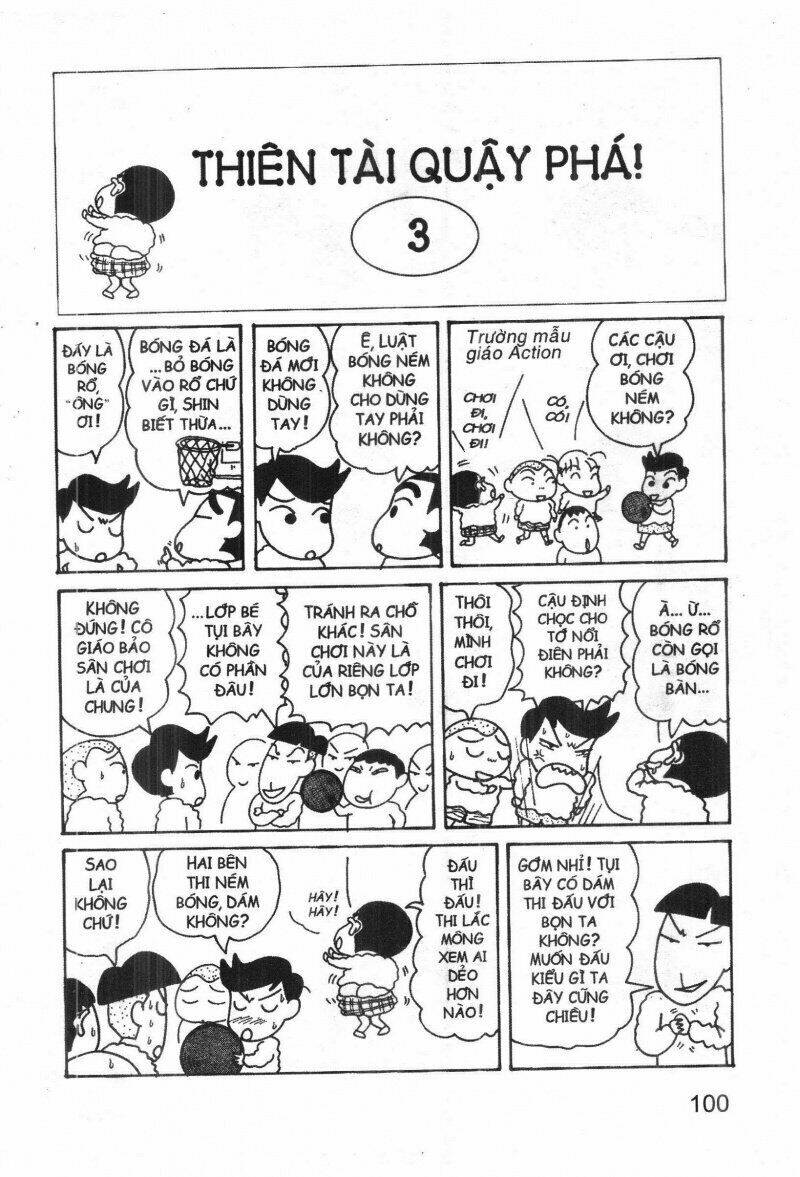 THIÊN TÀI QUẬY PHÁ!
3
CÁC CẬU
ƠI, CHƠI
BÓNG
NÉM
KHÔNG?
Trường mẫu
giáo Action
CÓ,
CÓ!
CHƠI
ĐI,
CHƠI
ĐI!!
Ê, LUẬT
BÓNG NÉM
KHÔNG
CHO DÙNG
TAY PHẢI
KHÔNG?
BÓNG
ĐÁ MỚI
KHÔNG
DÙNG
TAY!
BÓNG ĐÁ LÀ
...BỎ BÓNG
VÀO RỔ CHỨ
GÌ, SHIN
BIẾT THỪA...
ĐẤY LÀ
BÓNG
RỔ,
"ÔNG"
ƠI!
À... Ừ...
BÓNG RỔ
CÒN GỌI
LÀ BÓNG
BÀN...
CẬU ĐỊNH
CHỌC CHO
TỚ NỔI
ĐIÊN PHẢI
KHÔNG?
THÔI
THÔI,
MÌNH
CHƠI
ĐI!
TRÁNH RA CHỖ
KHÁC! SÂN
CHƠI NÀY LÀ
CỦA RIÊNG LỚP
LỚN BỌN TA!
...LỚP BÉ
TỤI BÂY
KHÔNG
CÓ PHẦN
ĐÂU!
KHÔNG
ĐÚNG! CÔ
GIÁO BẢO
SÂN CHƠI
LÀ CỦA
CHUNG!
GỚM NHỈ! TỤI
BÂY CÓ DÁM
THI ĐẤU VỚI
BỌN TA
KHÔNG?
MUỐN ĐẤU
KIỂU GÌ TA
ĐÂY CŨNG
CHIỀU!
ĐẤU
THÌ
ĐẤU!
THI LẮC
MÔNG
XEM AI
DẺO
HƠN
NÀO!
HÂY!
HÂY!
HAI BÊN
THI NÉM
BÓNG, DÁM
KHÔNG?
SAO
LẠI
KHÔNG
CHỨ!
100